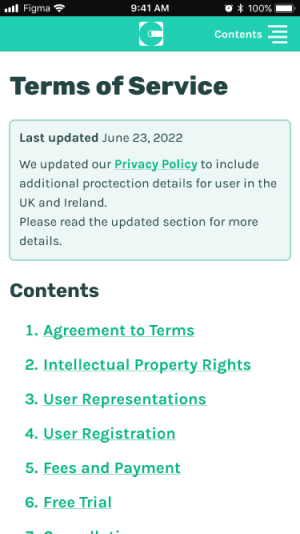 Figma 9:41 AM 100%
Contents
Terms of Service
Last updated June 23, 2022
We updated our Privacy Policy to include
additional proctection details for user in the
UK and Ireland.
Please read the updated section for more
details.
Contents
1. Agreement to Terms
2. Intellectual Property Rights
3. User Representations
4. User Registration
5. Fees and Payment
6. Free Trial